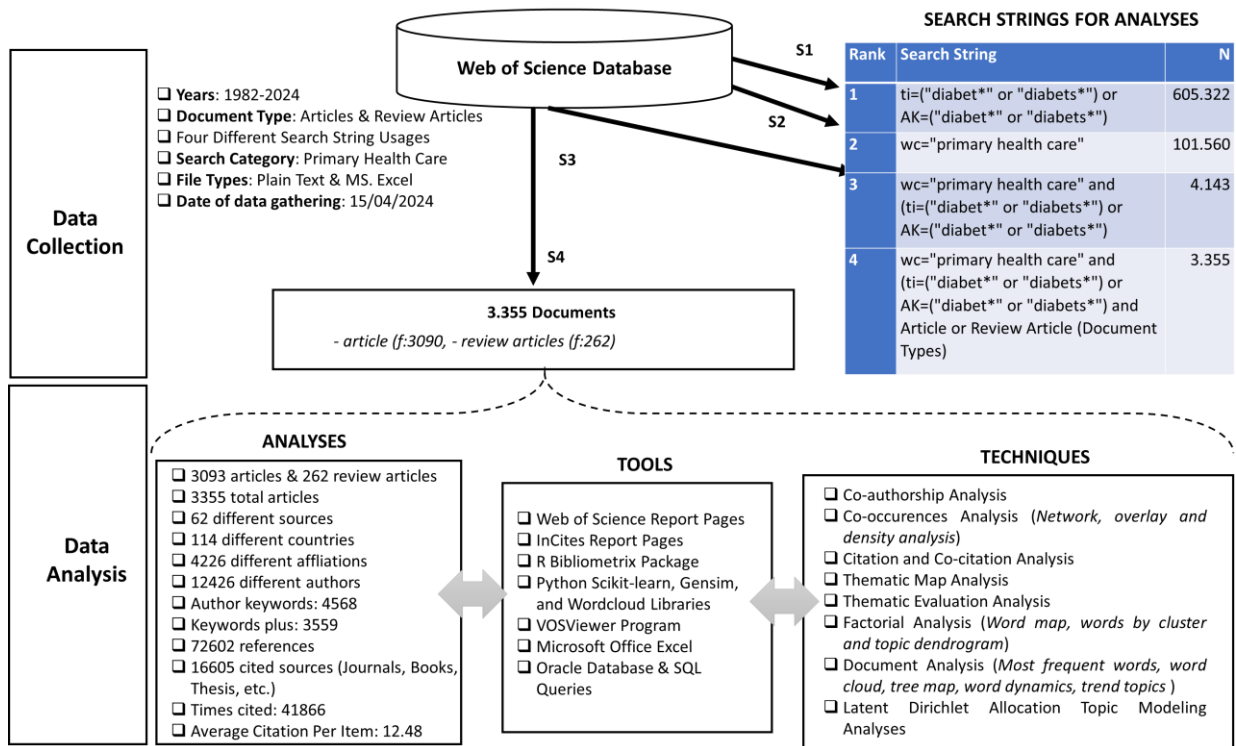 SEARCH STRINGS FOR ANALYSES
Web of Science Database
S1
S2
S3
S4
Data
Collection
❑ Years: 1982-2024
❑ Document Type: Articles & Review Articles
❑ Four Different Search String Usages
❑ Search Category: Primary Health Care
❑ File Types: Plain Text & MS. Excel
❑ Date of data gathering: 15/04/2024
Rank Search String N
1 ti=("diabet*" or "diabets*") or 605.322
AK=("diabet*" or "diabets*")
2 wc="primary health care" 101.560
3 wc="primary health care" and 4.143
(ti=("diabet*" or "diabets*") or
AK=("diabet*" or "diabets*")
4 wc="primary health care" and 3.355
(ti=("diabet*" or "diabets*") or
AK=("diabet*" or "diabets*") and
Article or Review Article (Document
Types)
3.355 Documents
- article (f:3090, - review articles (f:262)
Data
Analysis
ANALYSES
❑ 3093 articles & 262 review articles
❑ 3355 total articles
❑ 62 different sources
❑ 114 different countries
❑ 4226 different affliations
❑ 12426 different authors
❑ Author keywords: 4568
❑ Keywords plus: 3559
❑ 72602 references
❑ 16605 cited sources (Journals, Books,
Thesis, etc.)
❑ Times cited: 41866
❑ Average Citation Per Item: 12.48
TOOLS
❑ Web of Science Report Pages
❑ InCites Report Pages
❑ R Bibliometrix Package
❑ Python Scikit-learn, Gensim,
and Wordcloud Libraries
❑ VOSViewer Program
❑ Microsoft Office Excel
❑ Oracle Database & SQL
Queries
TECHNIQUES
❑ Co-authorship Analysis
❑ Co-occurences Analysis (Network, overlay and
density analysis)
❑ Citation and Co-citation Analysis
❑ Thematic Map Analysis
❑ Thematic Evaluation Analysis
❑ Factorial Analysis (Word map, words by cluster
and topic dendrogram)
❑ Document Analysis (Most frequent words, word
cloud, tree map, word dynamics, trend topics )
❑ Latent Dirichlet Allocation Topic Modeling
Analyses